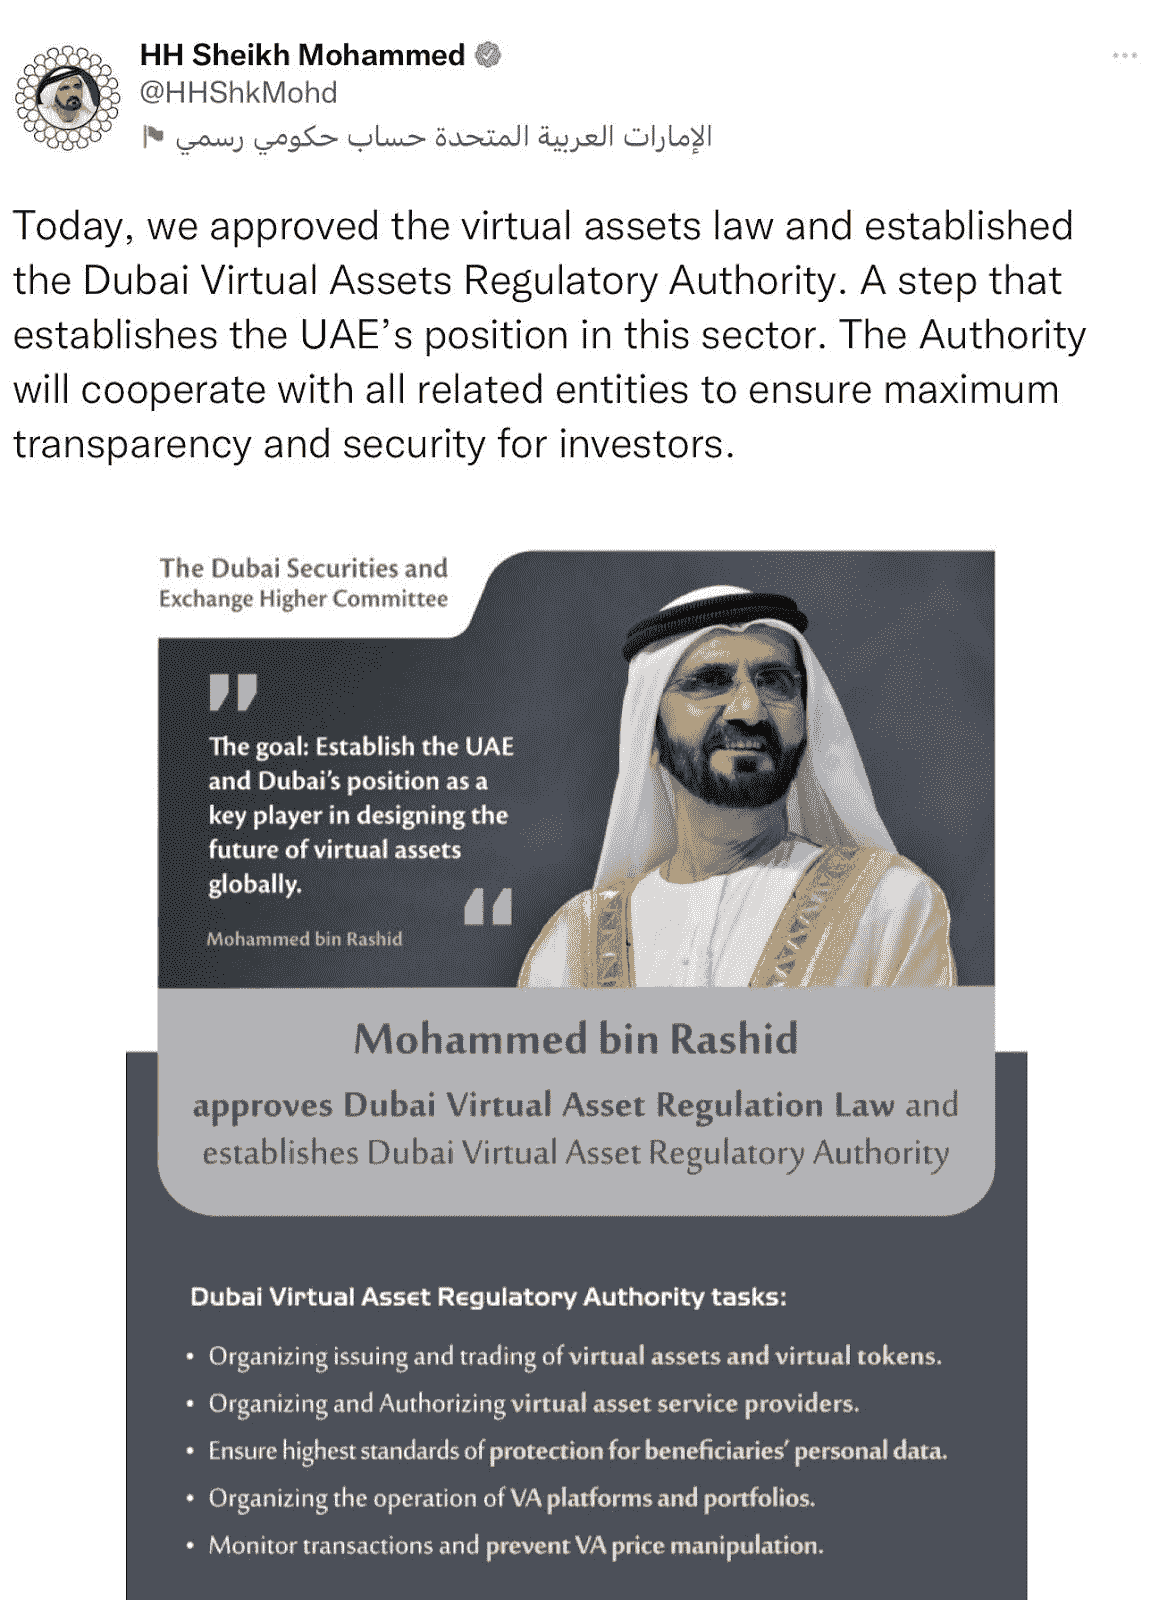 HH Sheikh Mohammed
@HHShkMohd
الإمارات العربية المتحدة حساب حكومي رسمي
Today, we approved the virtual assets law and established
the Dubai Virtual Assets Regulatory Authority. A step that
establishes the UAE’s position in this sector. The Authority
will cooperate with all related entities to ensure maximum
transparency and security for investors.
The Dubai Securities and
Exchange Higher Committee
"
The goal: Establish the UAE
and Dubai’s position as a
key player in designing the
future of virtual assets
globally.
"
Mohammed bin Rashid
Mohammed bin Rashid
approves Dubai Virtual Asset Regulation Law and
establishes Dubai Virtual Asset Regulatory Authority
Dubai Virtual Asset Regulatory Authority tasks:
• Organizing issuing and trading of virtual assets and virtual tokens.
• Organizing and Authorizing virtual asset service providers.
• Ensure highest standards of protection for beneficiaries’ personal data.
• Organizing the operation of VA platforms and portfolios.
• Monitor transactions and prevent VA price manipulation.